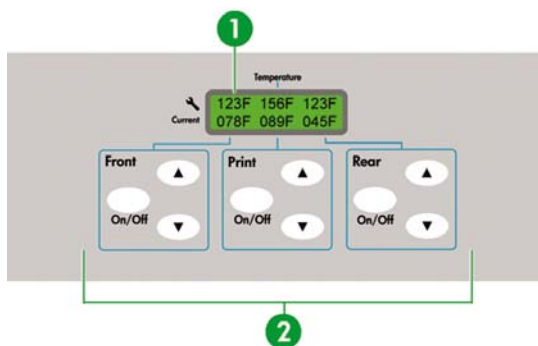 1
Temperature
123F 156F 123F
Current 078F 089F 045F
Front Print Rear
On/Off On/Off On/Off
2